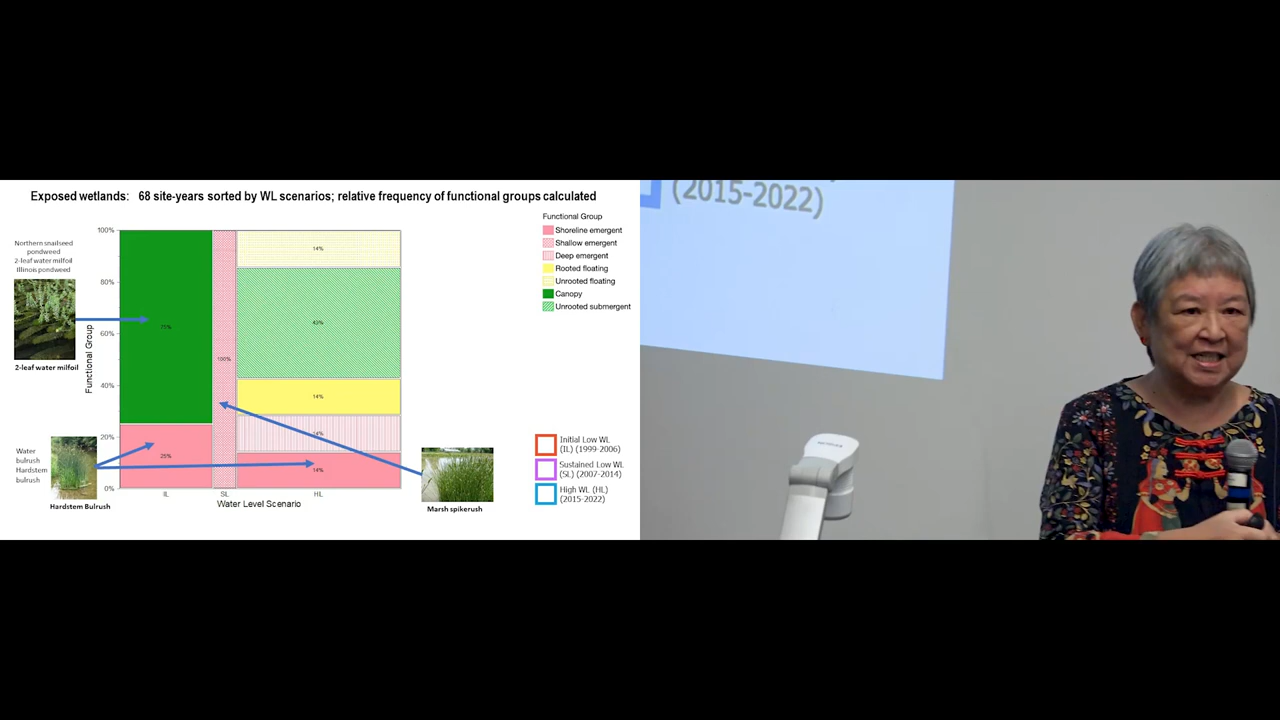 Exposed wetlands: 68 site-years sorted by WL scenarios; relative frequency of functional groups calculated
Functional Group
Shoreline emergent
Shallow emergent
Deep emergent
Rooted floating
Unrooted floating
Canopy
Unrooted submergent
Northern snailseed
pondweed
2-leaf water milfoil
Illinois pondweed
2-leaf water milfoil
Functional Group
100%
80%
60%
40%
20%
0%
100%
25%
14%
43%
14%
14%
14%
Water
bulrush
Hardstem
bulrush
Hardstem Bulrush
IL
SL
HL
Water Level Scenario
Marsh spikerush
Initial Low WL
(IL) (1999-2006)
Sustained Low WL
(SL) (2007-2014)
High WL (HL)
(2015-2022)
(2015-2022)